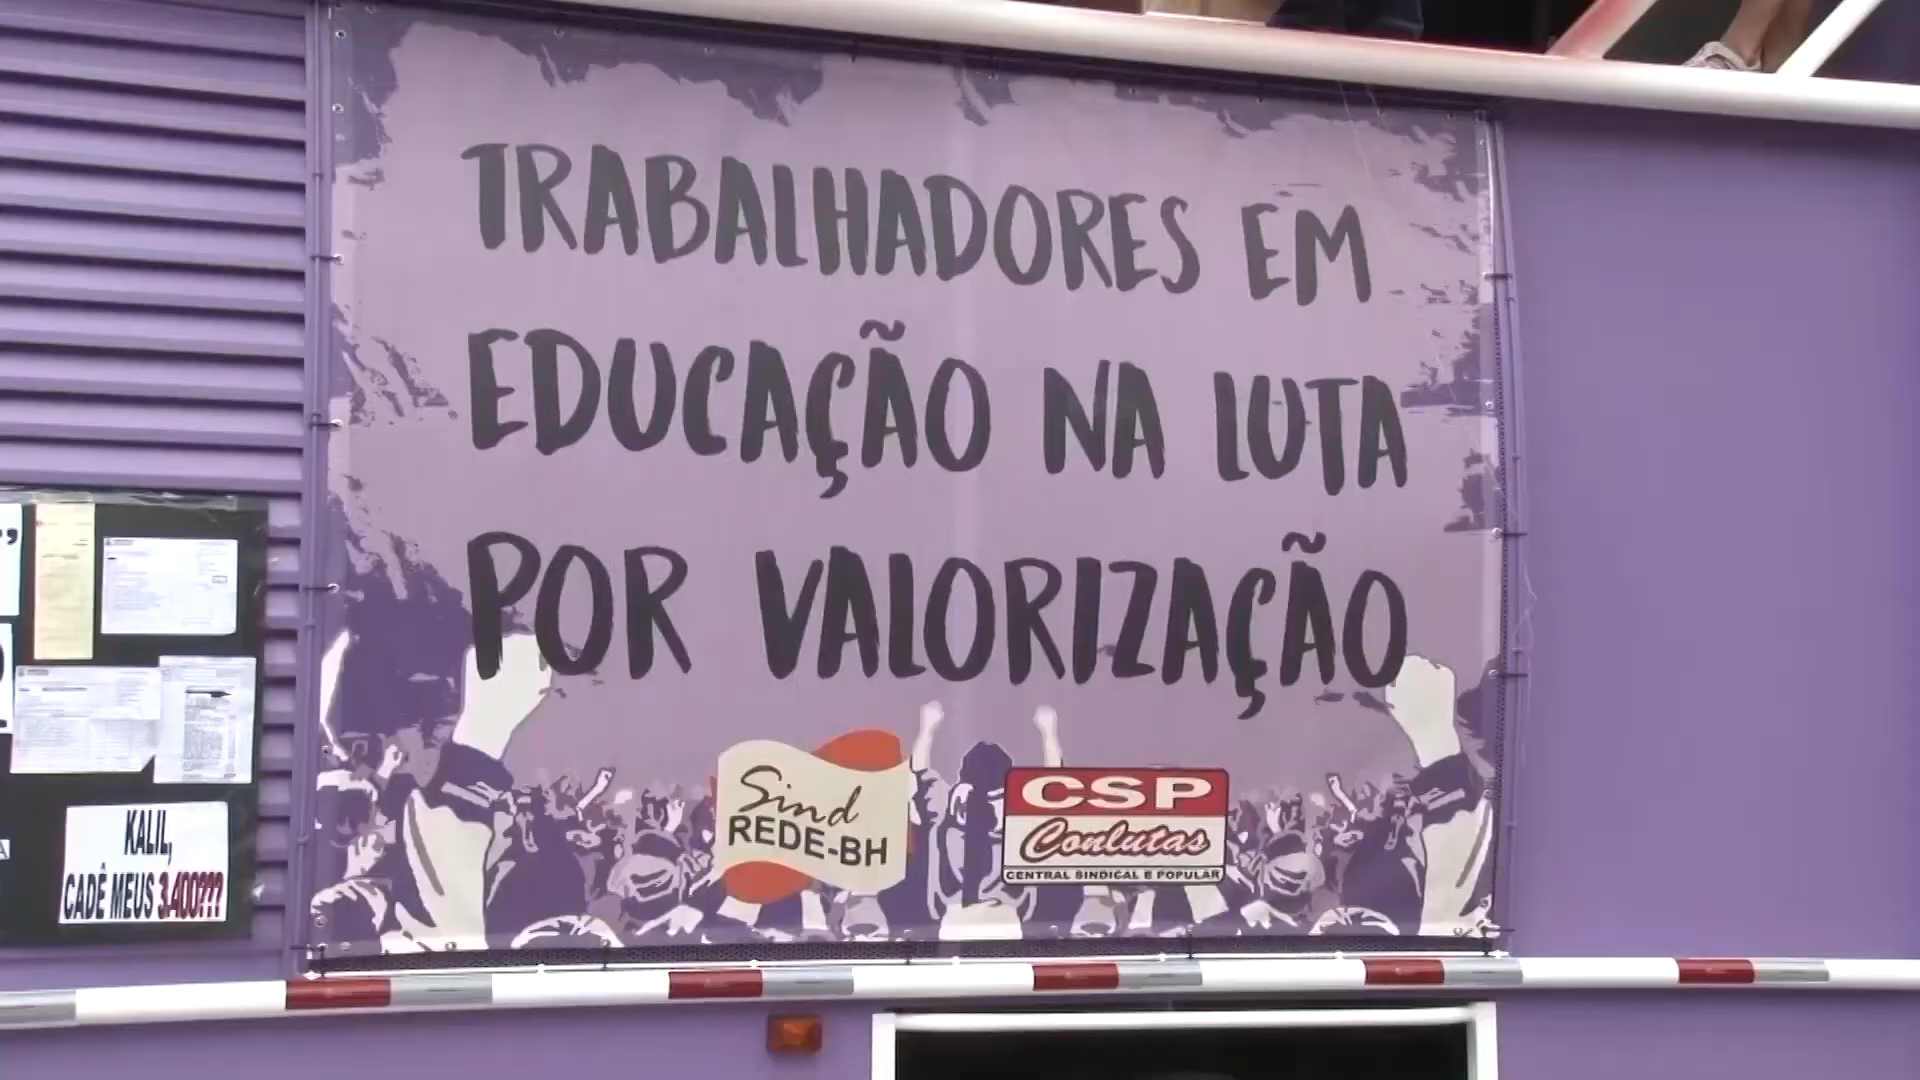 TRABALHADORES EM
EDUCAÇÃO NA LUTA
POR VALORIZAÇÃO
Sind
REDE-BH
CSP
Conlutas
CENTRAL SINDICAL E POPULAR
KALIL,
CADÊ MEUS 3.400???